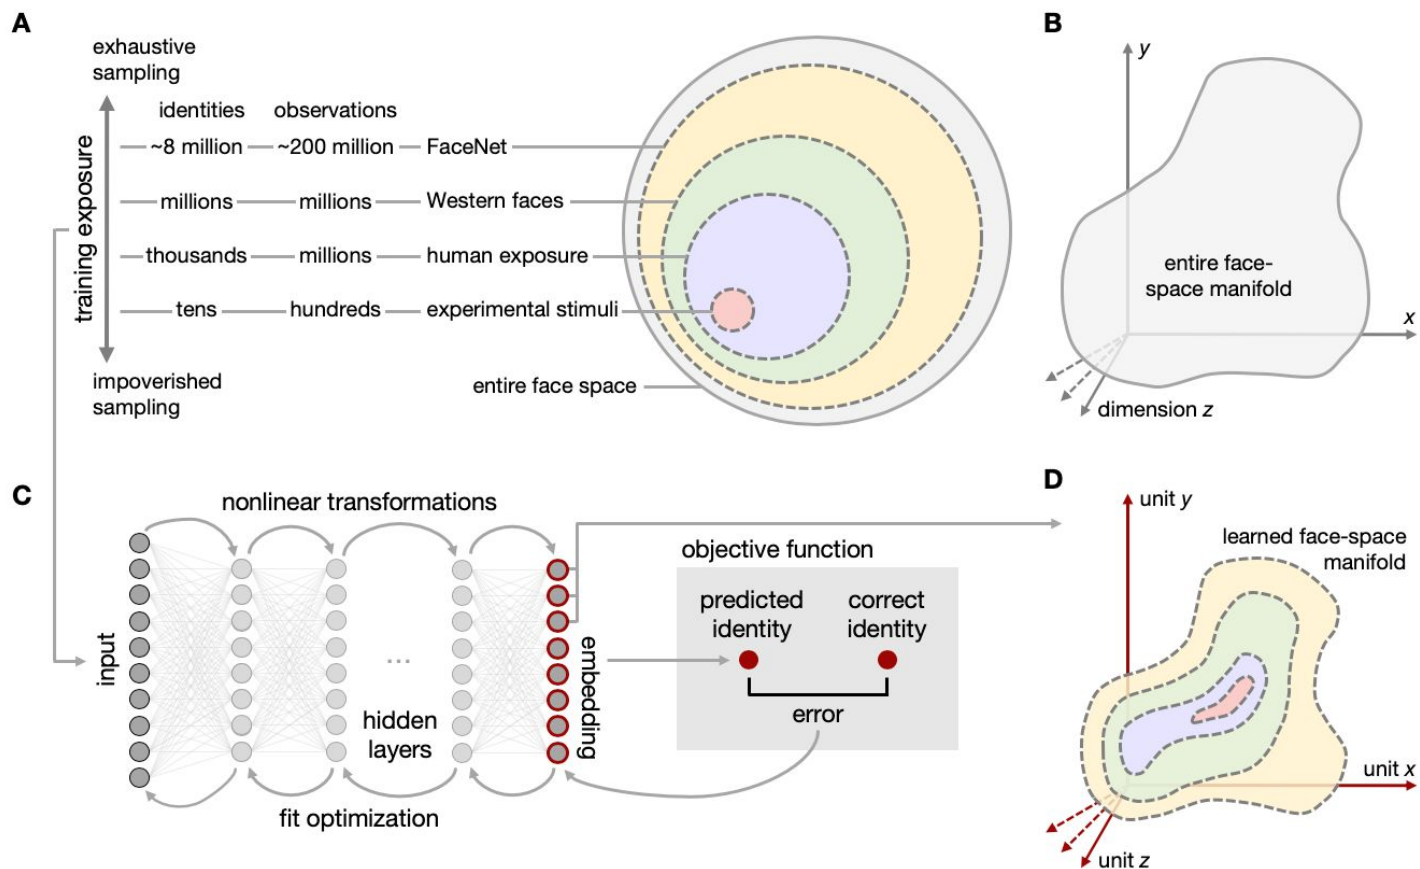 A
exhaustive
sampling
identities observations
~8 million ~200 million FaceNet
millions millions Western faces
thousands millions human exposure
tens hundreds experimental stimuli
entire face space
impoverished
sampling
training exposure
B
y
entire face-
space manifold
x
dimension z
C
nonlinear transformations
input
...
hidden
layers
embedding
fit optimization
objective function
predicted
identity
correct
identity
error
D
unit y
learned face-space
manifold
unit x
unit z